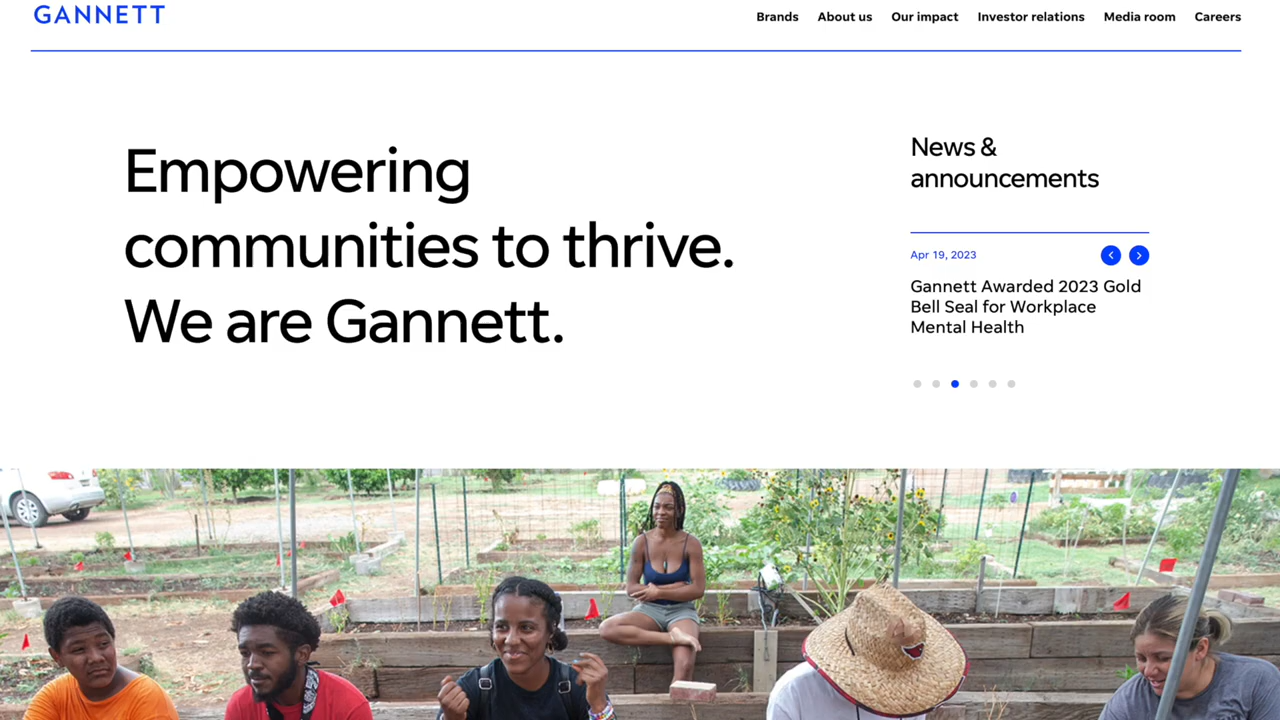 GANNETT
Brands About us Our impact Investor relations Media room Careers
Empowering
communities to thrive.
We are Gannett.
News &
announcements
Apr 19, 2023
Gannett Awarded 2023 Gold
Bell Seal for Workplace
Mental Health